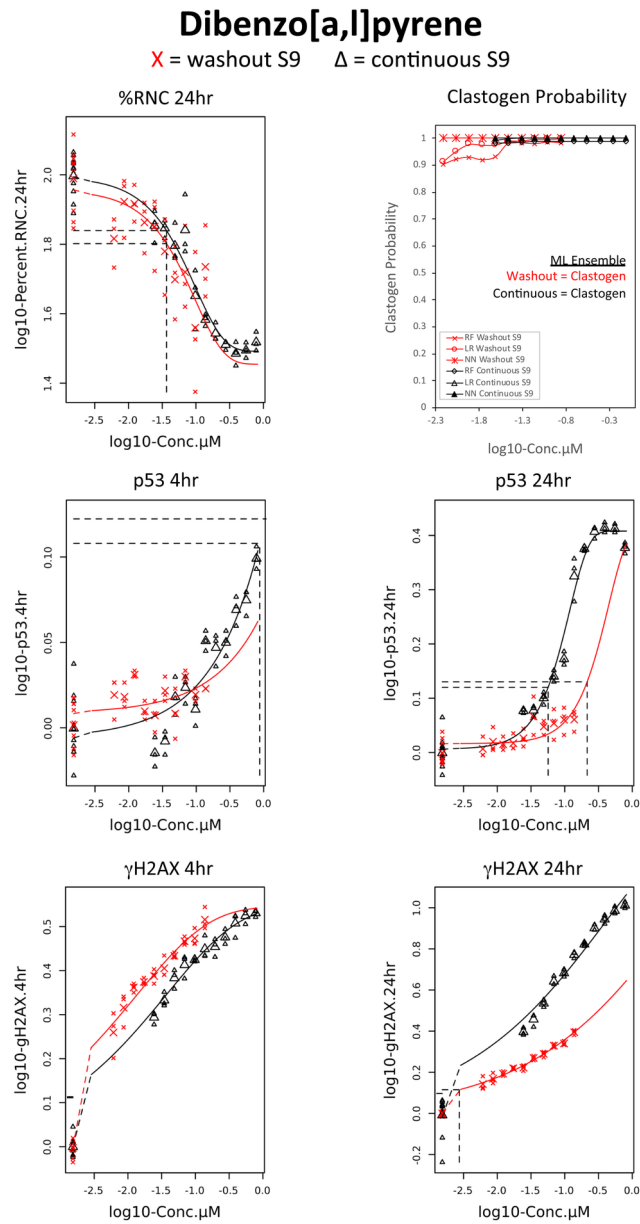 Dibenzo[a,l]pyrene
X = washout S9 Δ = continuous S9
%RNC 24hr
log10-Percent.RNC.24hr
2.0
1.8
1.6
1.4
-2.5 -2.0 -1.5 -1.0 -0.5 0.0
log10-Conc.µM
Clastogen Probability
Clastogen Probability
1
0.9
0.8
0.7
0.6
0.5
0.4
0.3
0.2
0.1
0
ML Ensemble
Washout = Clastogen
Continuous = Clastogen
RF Washout S9
LR Washout S9
NN Washout S9
RF Continuous S9
LR Continuous S9
NN Continuous S9
-2.3 -1.8 -1.3 -0.8 -0.3
log10-Conc.µM
p53 4hr
log10-p53.4hr
0.10
0.05
0.00
-2.5 -2.0 -1.5 -1.0 -0.5 0.0
log10-Conc.µM
p53 24hr
log10-p53.24hr
0.4
0.3
0.2
0.1
0.0
-2.5 -2.0 -1.5 -1.0 -0.5 0.0
log10-Conc.µM
γH2AX 4hr
log10-gH2AX.4hr
0.5
0.4
0.3
0.2
0.1
0.0
-2.5 -2.0 -1.5 -1.0 -0.5 0.0
log10-Conc.µM
γH2AX 24hr
log10-gH2AX.24hr
1.0
0.8
0.6
0.4
0.2
0.0
-0.2
-2.5 -2.0 -1.5 -1.0 -0.5 0.0
log10-Conc.µM